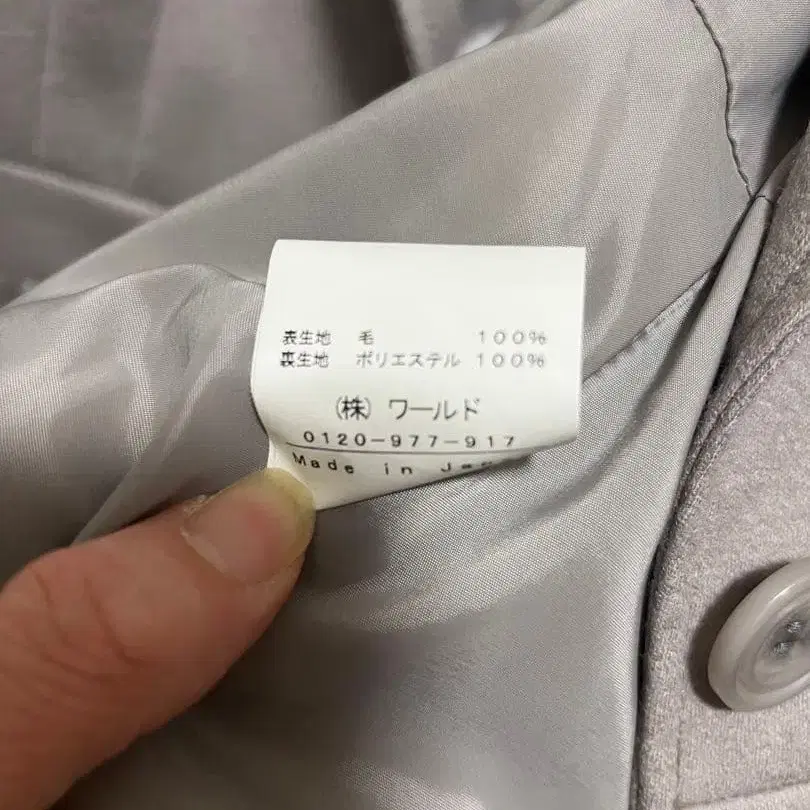 表生地 毛 100%
裏生地 ポリエステル 100%
(株) ワールド
0120-977-917
Made in